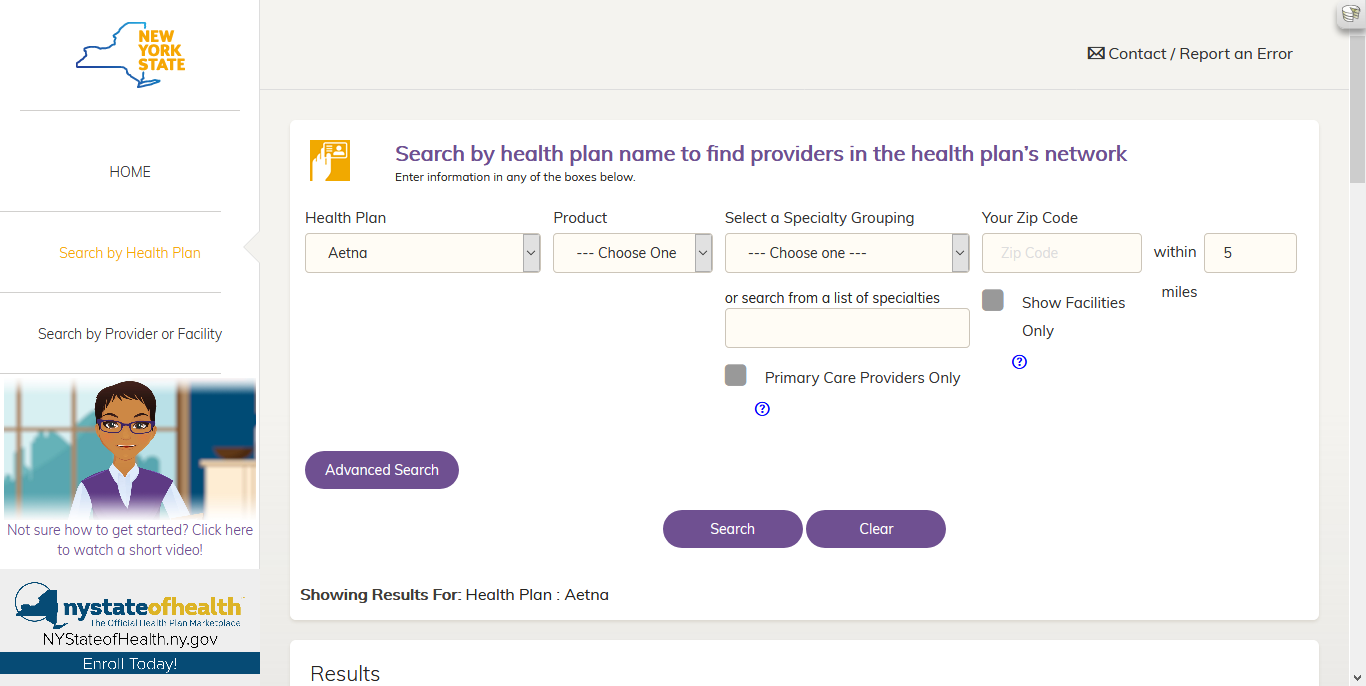 NEW
YORK
STATE
HOME
Search by Health Plan
Search by Provider or Facility
Not sure how to get started? Click here
to watch a short video!
nystateofhealth™
The Official Health Plan Marketplace
NYStateofHealth.ny.gov
Enroll Today!
Contact / Report an Error
Search by health plan name to find providers in the health plan's network
Enter information in any of the boxes below.
Health Plan Product Select a Specialty Grouping Your Zip Code
Aetna --- Choose One --- Choose one --- Zip Code within 5
miles
or search from a list of specialties
Show Facilities
Only
?
Primary Care Providers Only
?
Advanced Search
Search Clear
Showing Results For: Health Plan : Aetna
Results